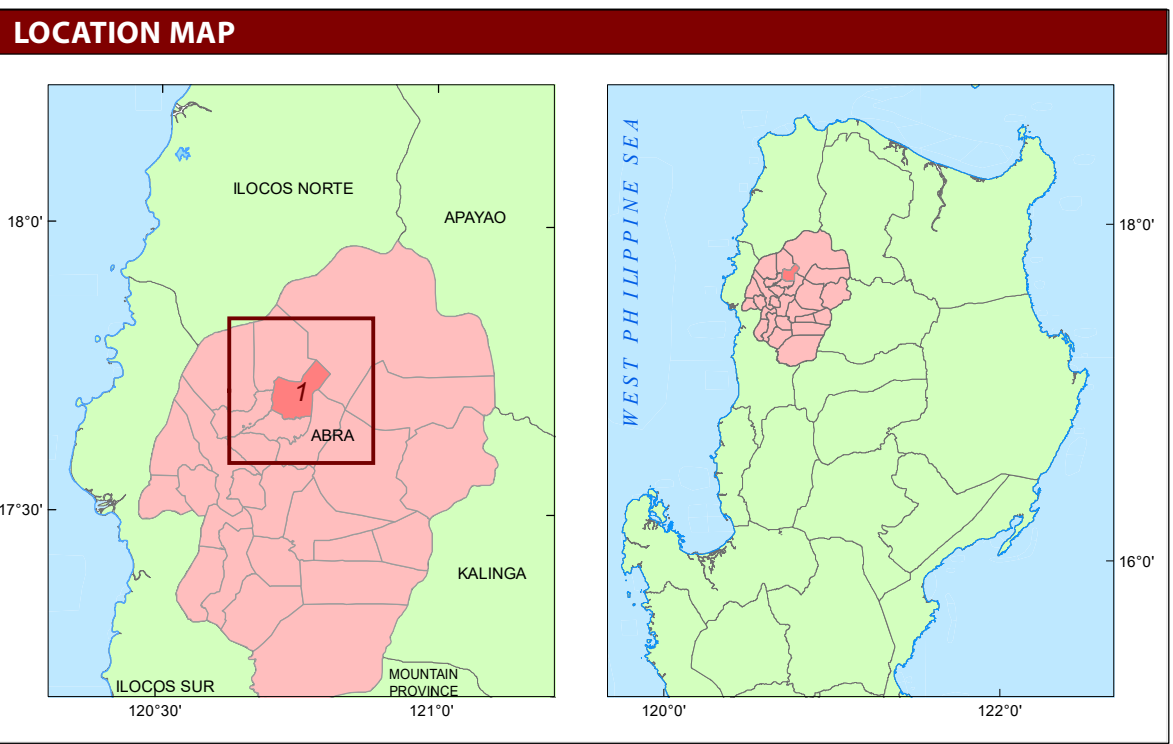 LOCATION MAP
ILOCOS NORTE
APAYAO
18°0'
1
ABRA
17°30'
KALINGA
MOUNTAIN
PROVINCE
ILOCOS SUR
120°30'
121°0'
WEST PHILIPPINE SEA
18°0'
16°0'
120°0'
122°0'